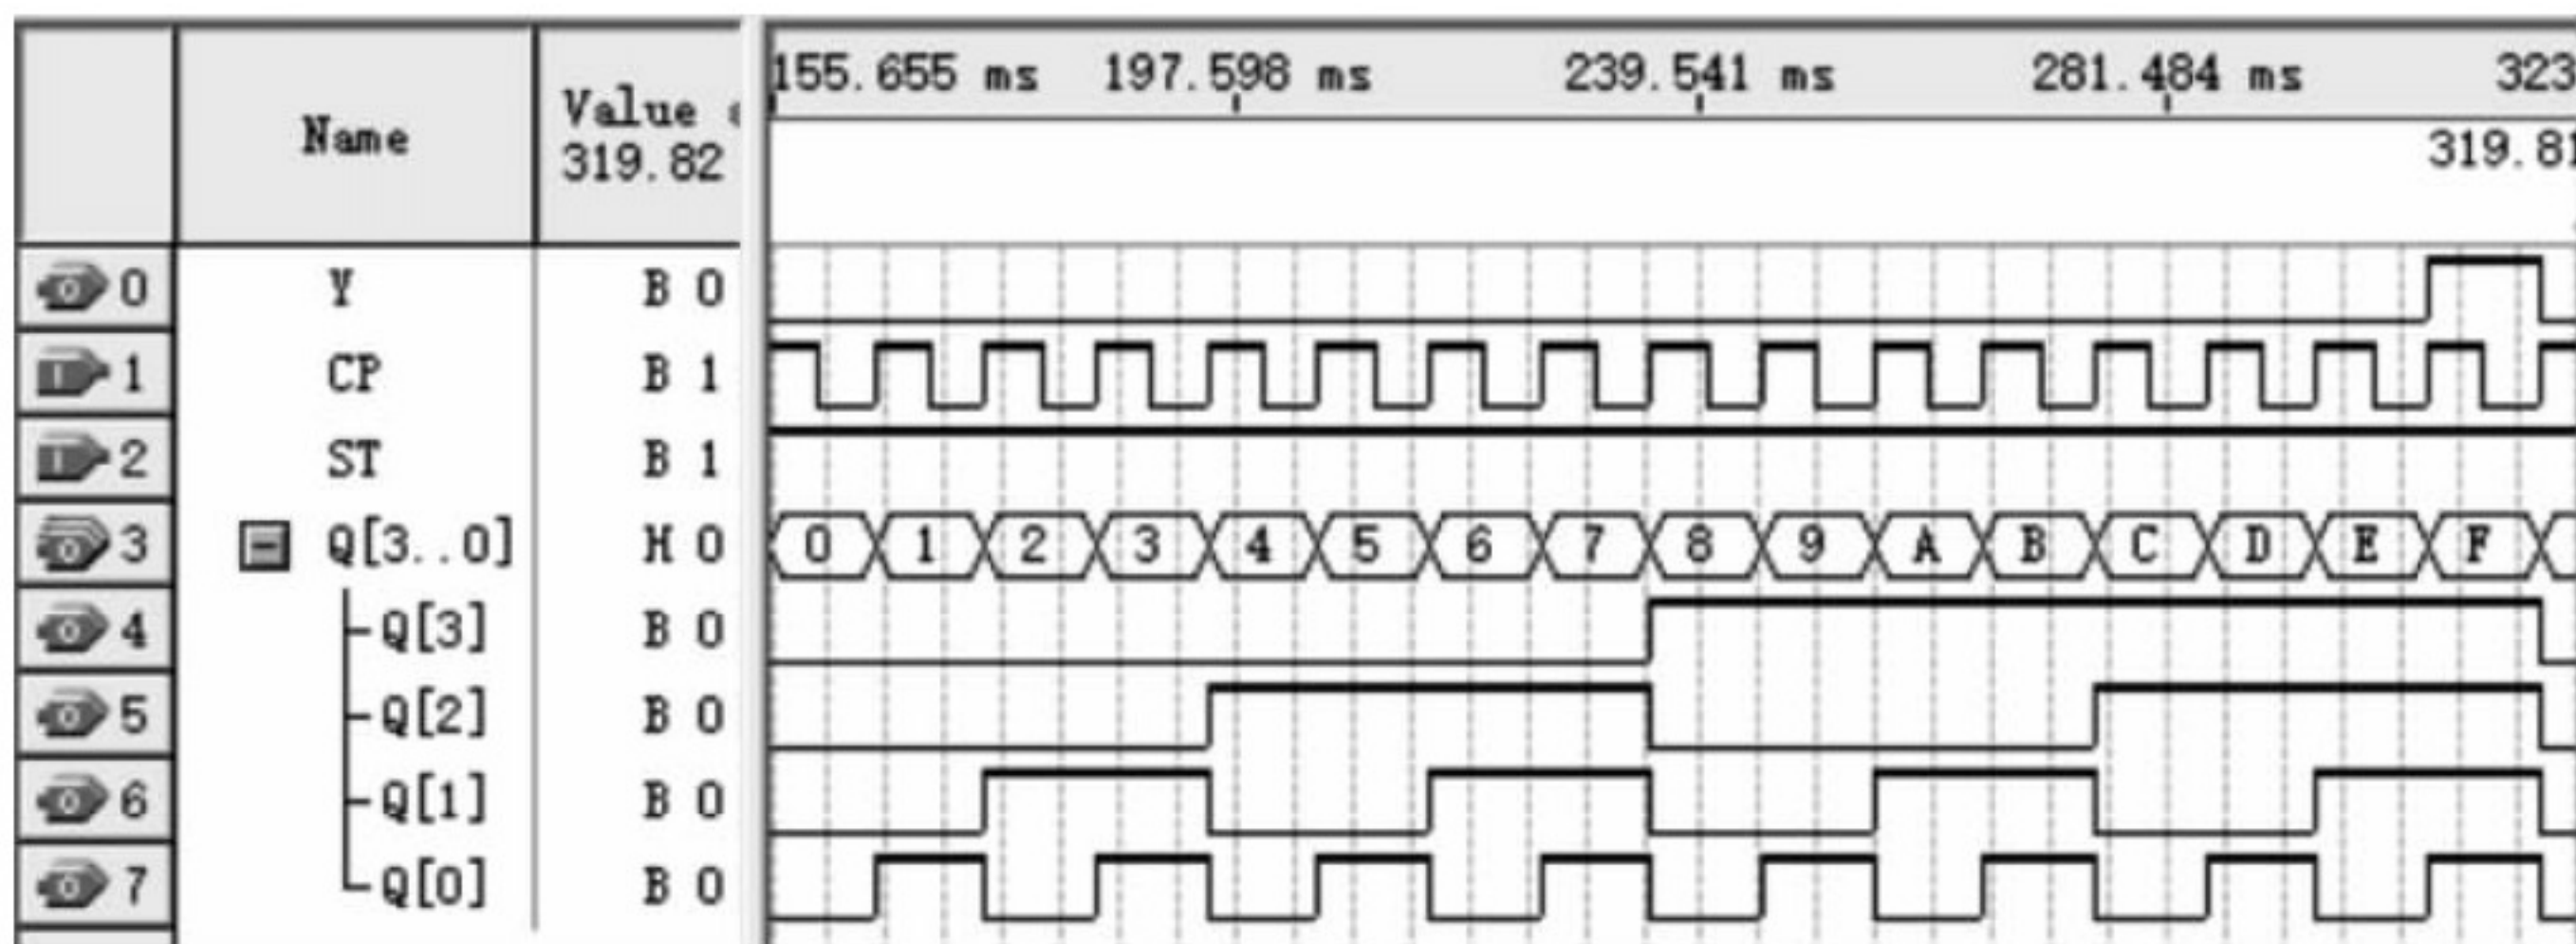 155.655 ms 197.598 ms 239.541 ms 281.484 ms 323
Name Value
319.82 319.81
0 Y B 0
1 CP B 1
2 ST B 1
3 Q[3..0] H 0 0 1 2 3 4 5 6 7 8 9 A B C D E F
4 Q[3] B 0
5 Q[2] B 0
6 Q[1] B 0
7 Q[0] B 0